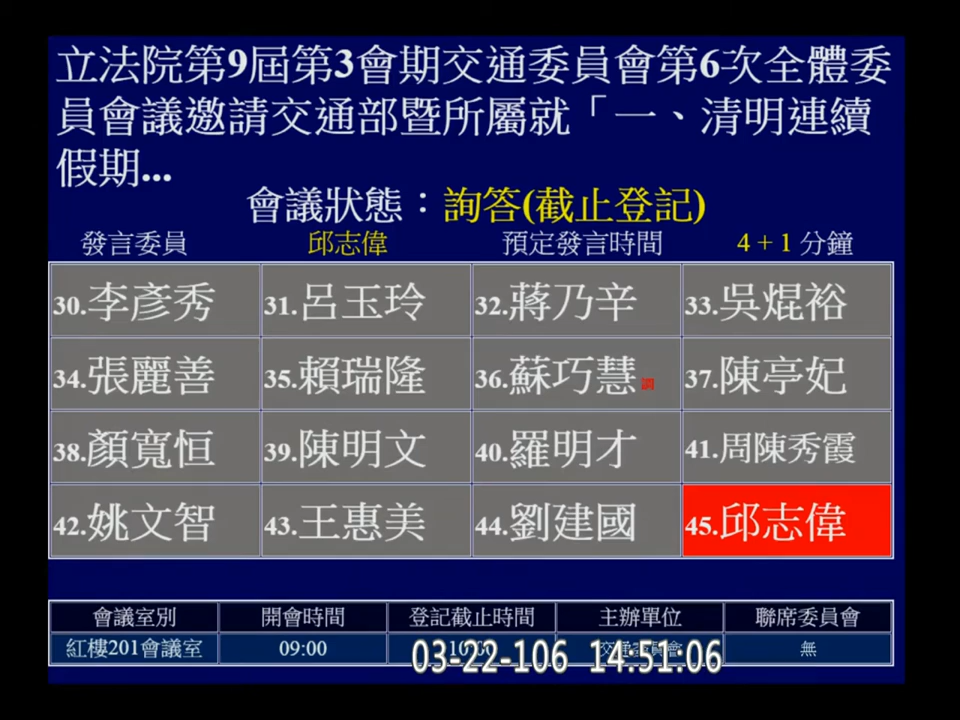 立法院第9屆第3會期交通委員會第6次全體委
員會議邀請交通部暨所屬就「一、清明連續
假期...
會議狀態：詢答(截止登記)
發言委員 邱志偉 預定發言時間 4 + 1 分鐘
30.李彥秀 31.呂玉玲 32.蔣乃辛 33.吳焜裕
34.張麗善 35.賴瑞隆 36.蘇巧慧 37.陳亭妃
38.顏寬恒 39.陳明文 40.羅明才 41.周陳秀霞
42.姚文智 43.王惠美 44.劉建國 45.邱志偉
會議室別 開會時間 登記截止時間 主辦單位 聯席委員會
紅樓201會議室 09:00 交通委員會 無
03-22-106 14:51:06